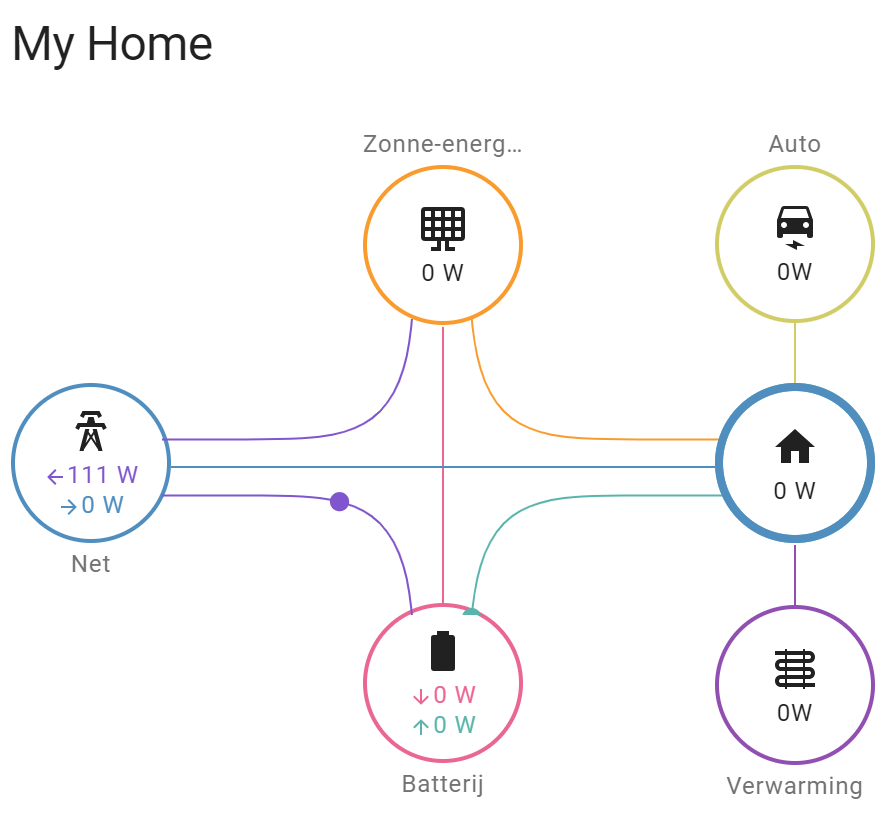 My Home
Zonne-energ...
Auto
0 W
0W
←111 W
→0 W
Net
0 W
↓0 W
↑0 W
Batterij
0W
Verwarming